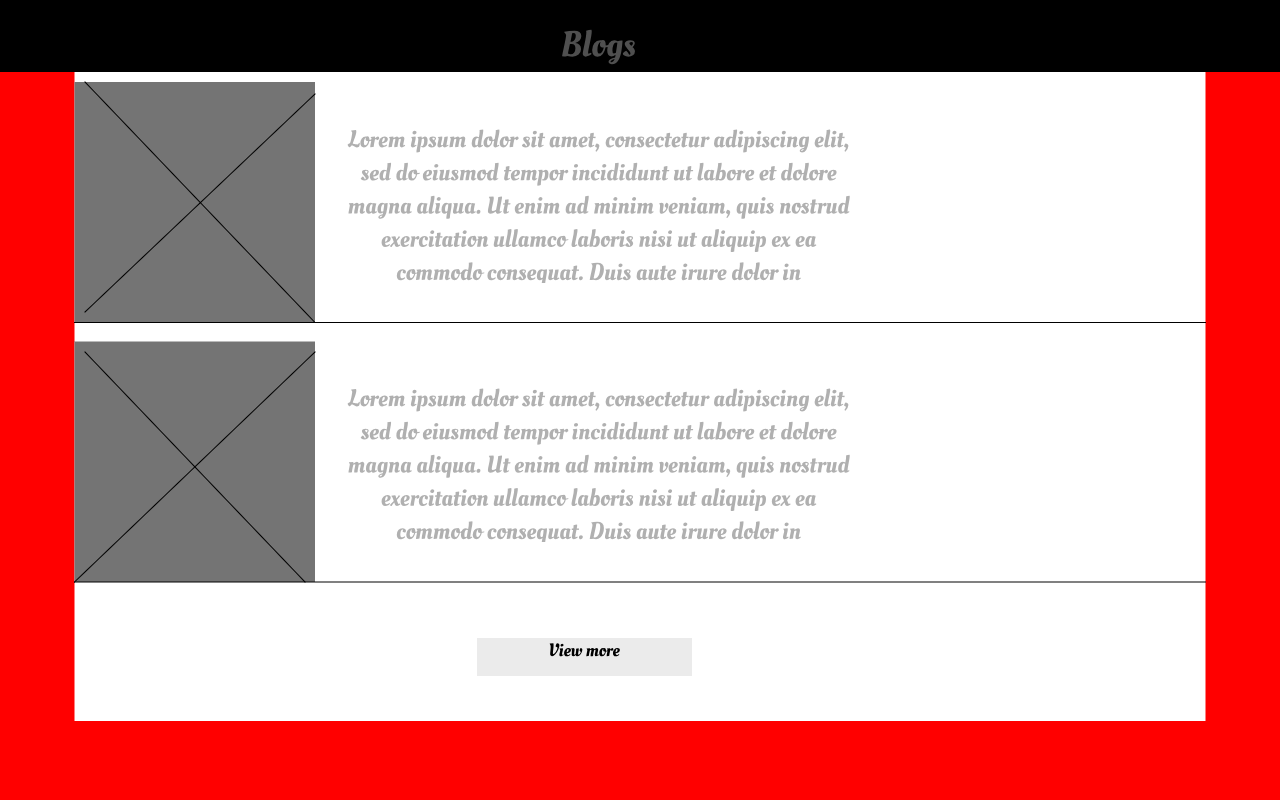 Blogs
Lorem ipsum dolor sit amet, consectetur adipiscing elit,
sed do eiusmod tempor incididunt ut labore et dolore
magna aliqua. Ut enim ad minim veniam, quis nostrud
exercitation ullamco laboris nisi ut aliquip ex ea
commodo consequat. Duis aute irure dolor in
Lorem ipsum dolor sit amet, consectetur adipiscing elit,
sed do eiusmod tempor incididunt ut labore et dolore
magna aliqua. Ut enim ad minim veniam, quis nostrud
exercitation ullamco laboris nisi ut aliquip ex ea
commodo consequat. Duis aute irure dolor in
View more